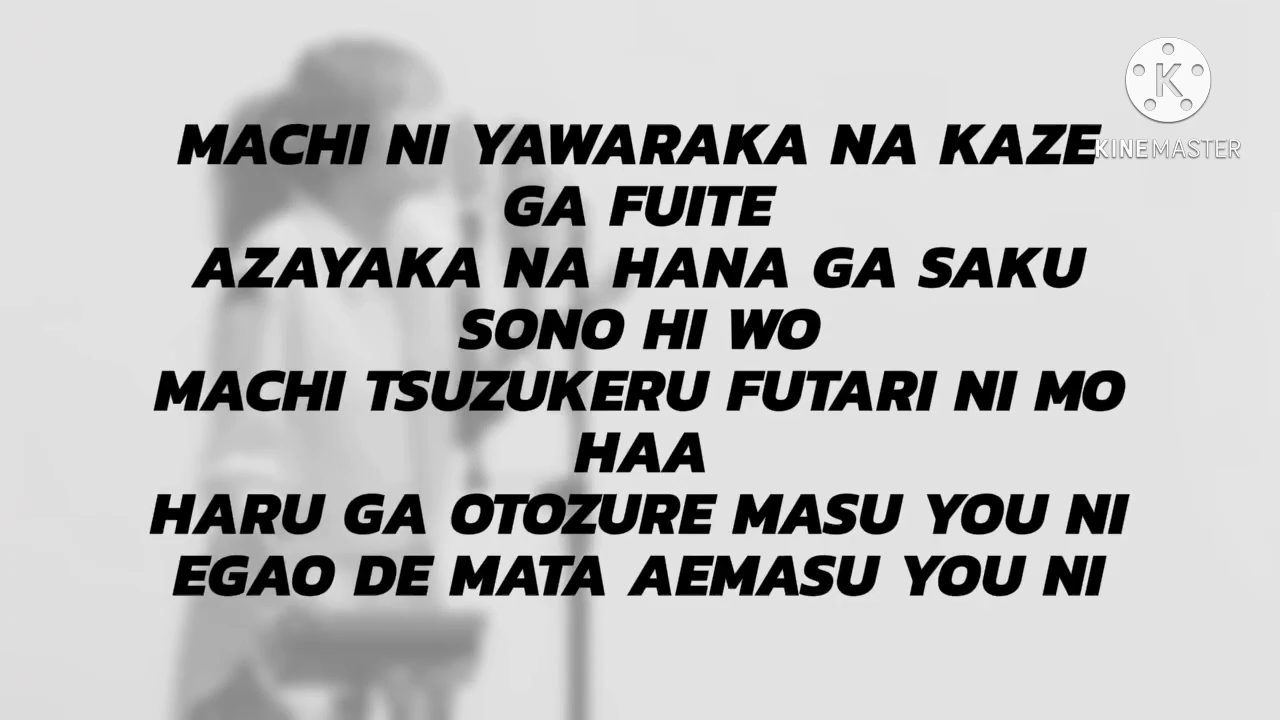 MACHI NI YAWARAKA NA KAZE
GA FUITE
AZAYAKA NA HANA GA SAKU
SONO HI WO
MACHI TSUZUKERU FUTARI NI MO
HAA
HARU GA OTOZURE MASU YOU NI
EGAO DE MATA AEMASU YOU NI
K
KINEMASTER